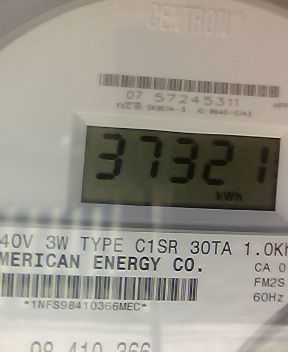 CENTRON®
07 57245311
37321
kWh
40V 3W TYPE C1SR 30TA 1.0K
MERICAN ENERGY CO.
CA 0
FM2S
60Hz
*1NFS98410366MEC*
98 410 366